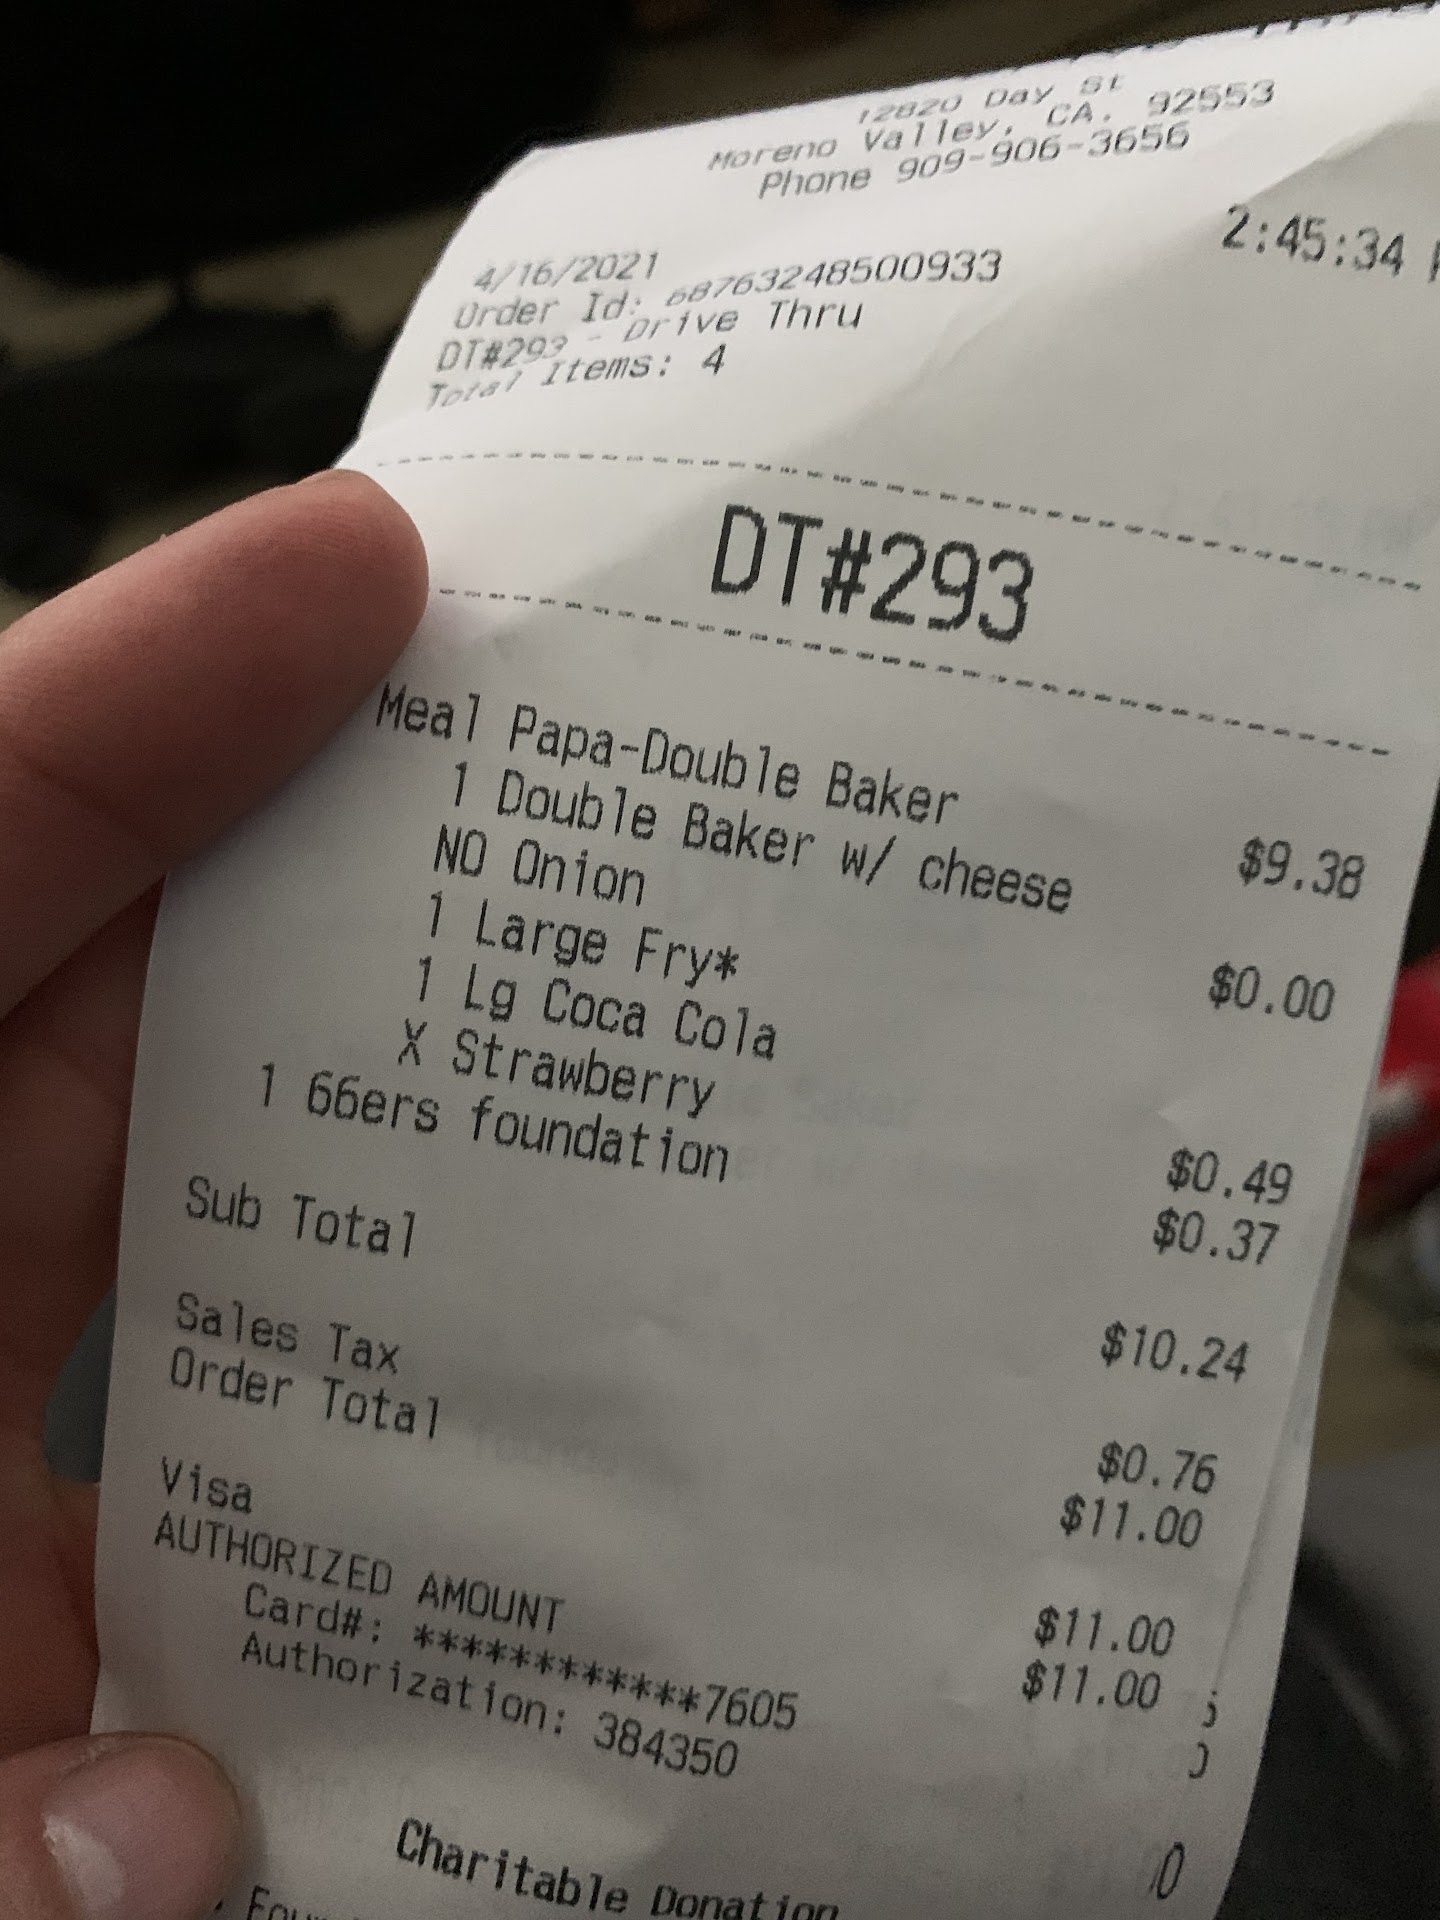 12820 Day St
Moreno Valley, CA. 92553
Phone 909-906-3656
4/16/2021 2:45:34
Order Id: 68763248500933
DT#293 - Drive Thru
Total Items: 4
DT#293
Meal Papa-Double Baker
1 Double Baker w/ cheese $9.38
NO Onion
1 Large Fry* $0.00
1 Lg Coca Cola
X Strawberry $0.49
1 66ers foundation $0.37
Sub Total $10.24
Sales Tax $0.76
Order Total $11.00
Visa $11.00
AUTHORIZED AMOUNT $11.00
Card#: ************7605
Authorization: 384350
Charitable Donation